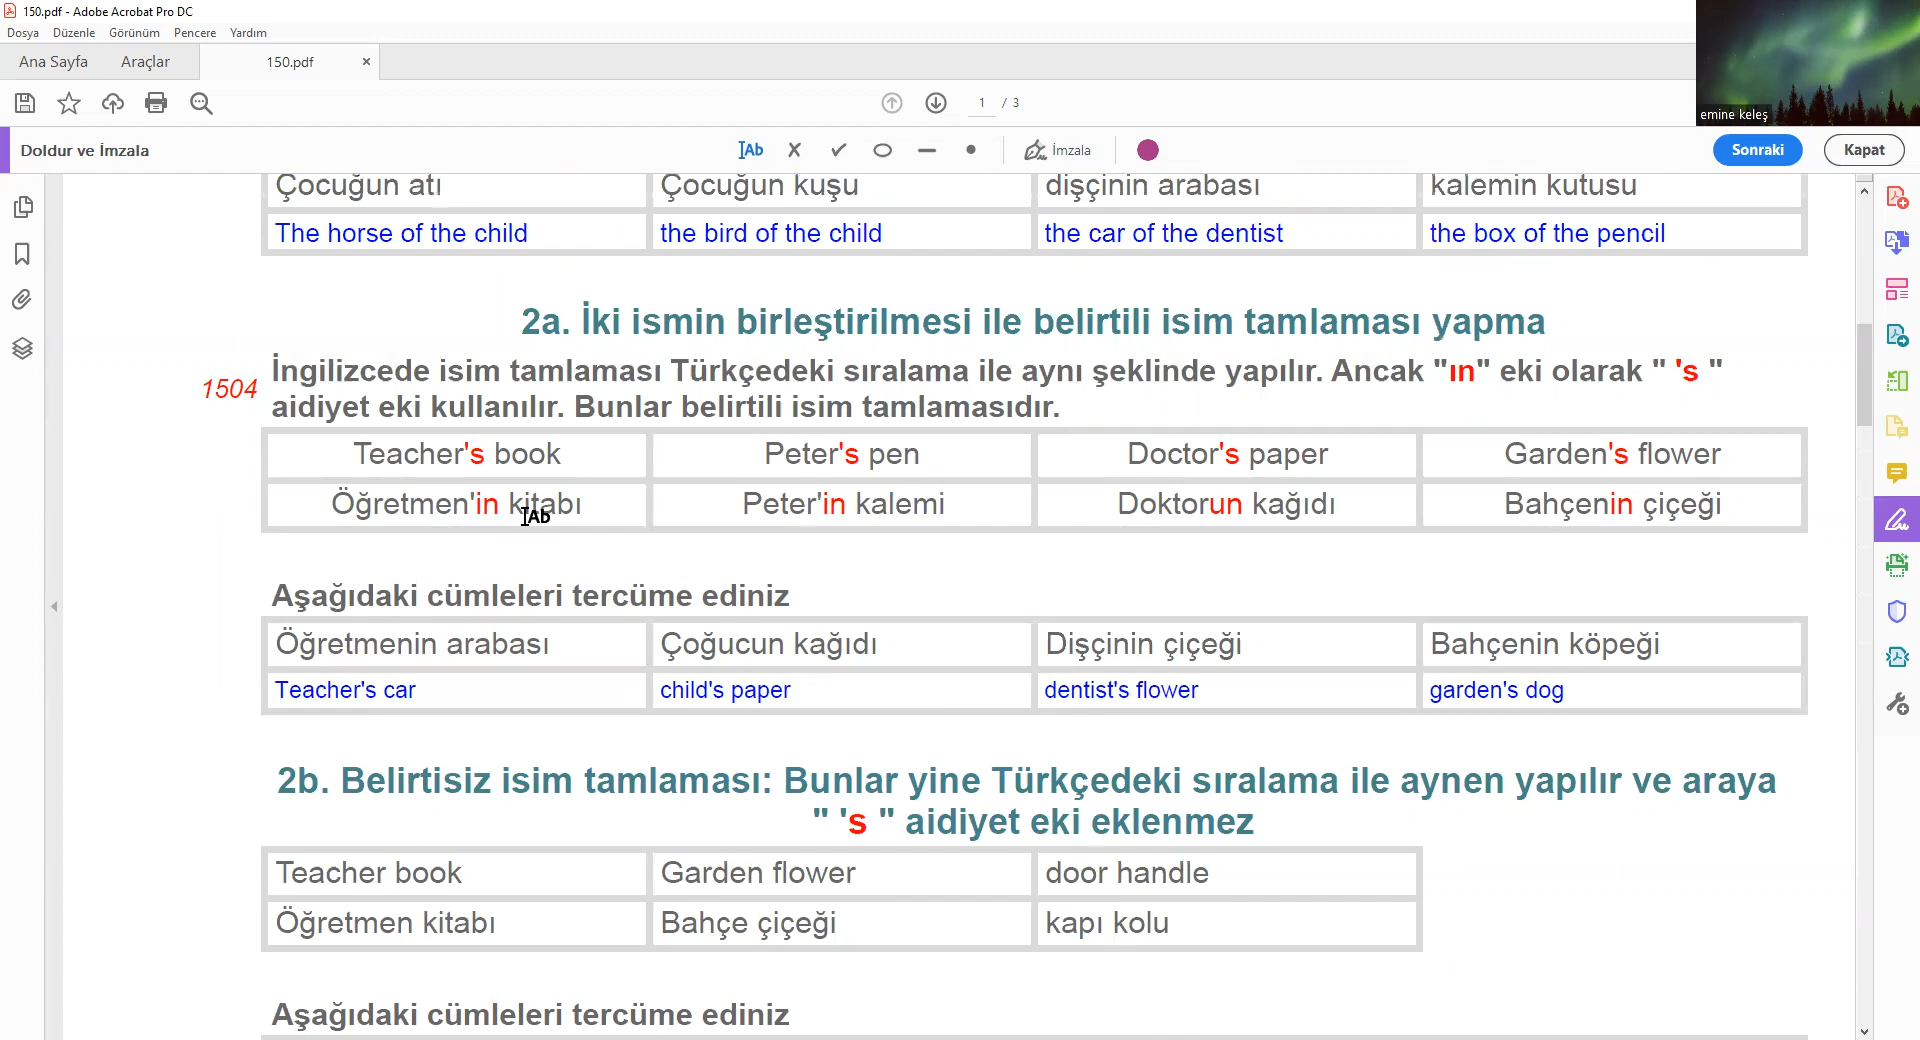 150.pdf - Adobe Acrobat Pro DC
Dosya Düzenle Görünüm Pencere Yardım
Ana Sayfa Araçlar 150.pdf ×
1 / 3
emine keleş
Doldur ve İmzala
IAb İmzala Sonraki Kapat
Çocuğun atı Çocuğun kuşu dişçinin arabası kalemin kutusu
The horse of the child the bird of the child the car of the dentist the box of the pencil
2a. İki ismin birleştirilmesi ile belirtili isim tamlaması yapma
1504 İngilizcede isim tamlaması Türkçedeki sıralama ile aynı şeklinde yapılır. Ancak "ın" eki olarak " 's "
aidiyet eki kullanılır. Bunlar belirtili isim tamlamasıdır.
Teacher's book Peter's pen Doctor's paper Garden's flower
Öğretmen'in kitabı Peter'in kalemi Doktorun kağıdı Bahçenin çiçeği
IAb
Aşağıdaki cümleleri tercüme ediniz
Öğretmenin arabası Çoğucun kağıdı Dişçinin çiçeği Bahçenin köpeği
Teacher's car child's paper dentist's flower garden's dog
2b. Belirtisiz isim tamlaması: Bunlar yine Türkçedeki sıralama ile aynen yapılır ve araya
" 's " aidiyet eki eklenmez
Teacher book Garden flower door handle
Öğretmen kitabı Bahçe çiçeği kapı kolu
Aşağıdaki cümleleri tercüme ediniz